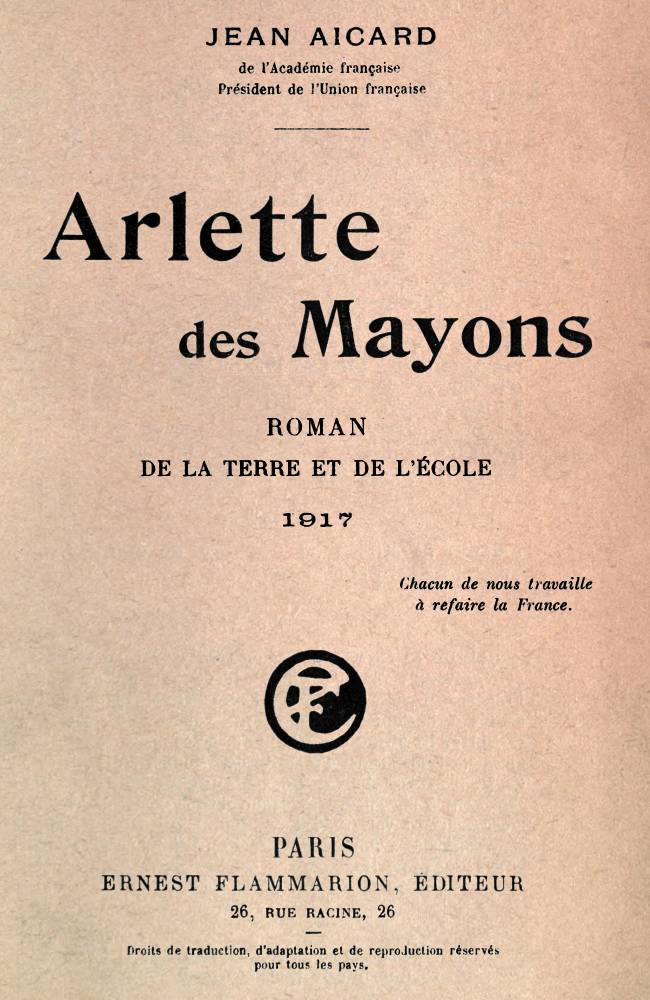 JEAN AICARD
de l'Académie française
Président de l'Union française
Arlette
des Mayons
ROMAN
DE LA TERRE ET DE L'ÉCOLE
1917
Chacun de nous travaille
à refaire la France.
PARIS
ERNEST FLAMMARION, ÉDITEUR
26, RUE RACINE, 26
Droits de traduction, d'adaptation et de reproduction réservés
pour tous les pays.